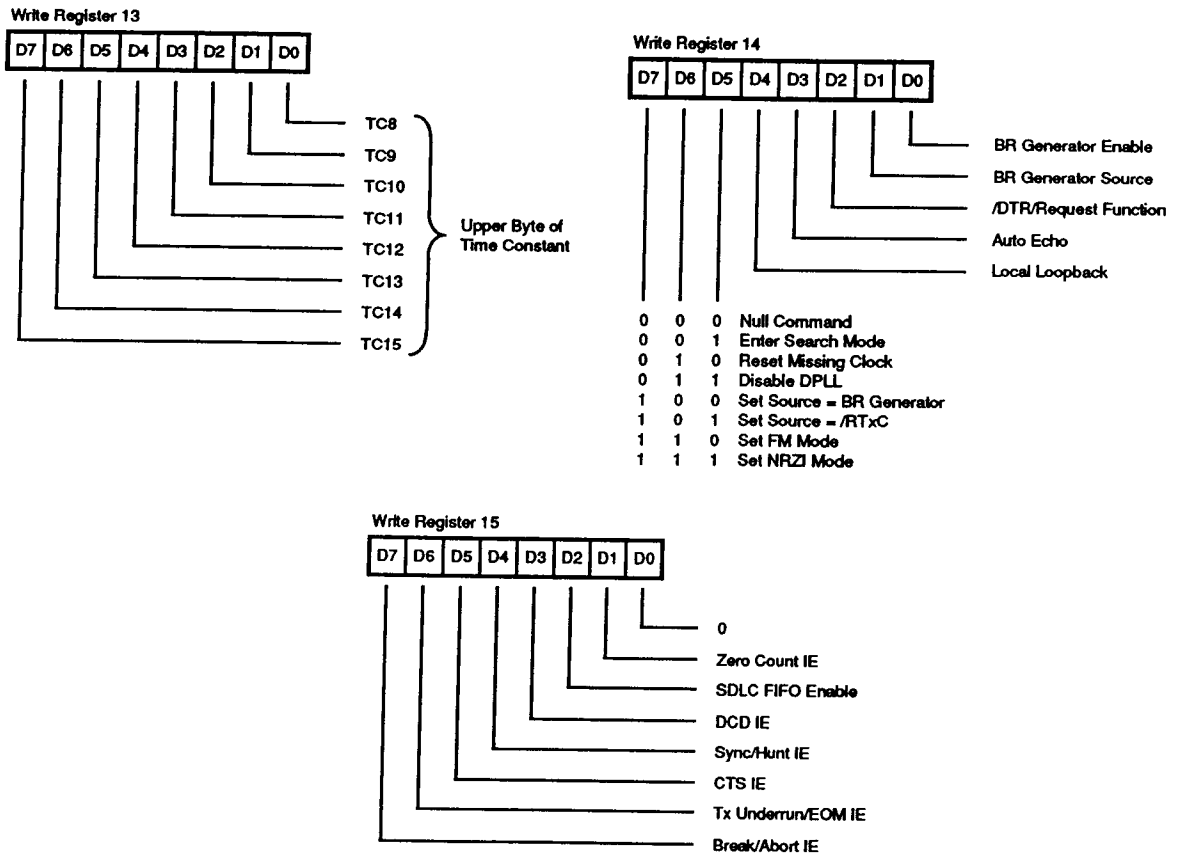 Write Register 13
D7 D6 D5 D4 D3 D2 D1 D0
TC8
TC9
TC10
TC11
TC12
TC13
TC14
TC15
Upper Byte of
Time Constant
Write Register 14
D7 D6 D5 D4 D3 D2 D1 D0
BR Generator Enable
BR Generator Source
/DTR/Request Function
Auto Echo
Local Loopback
0 0 0 Null Command
0 0 1 Enter Search Mode
0 1 0 Reset Missing Clock
0 1 1 Disable DPLL
1 0 0 Set Source = BR Generator
1 0 1 Set Source = /RTxC
1 1 0 Set FM Mode
1 1 1 Set NRZI Mode
Write Register 15
D7 D6 D5 D4 D3 D2 D1 D0
0
Zero Count IE
SDLC FIFO Enable
DCD IE
Sync/Hunt IE
CTS IE
Tx Underrun/EOM IE
Break/Abort IE